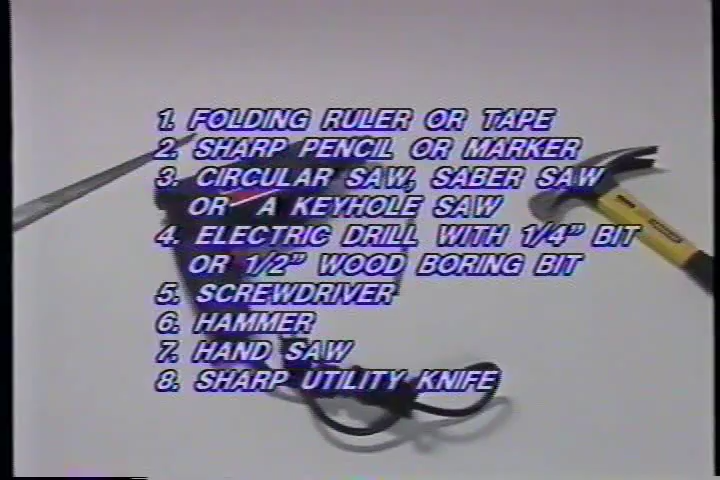 1. FOLDING RULER OR TAPE
2. SHARP PENCIL OR MARKER
3. CIRCULAR SAW, SABER SAW
OR A KEYHOLE SAW
4. ELECTRIC DRILL WITH 1/4” BIT
OR 1/2” WOOD BORING BIT
5. SCREWDRIVER
6. HAMMER
7. HAND SAW
8. SHARP UTILITY KNIFE